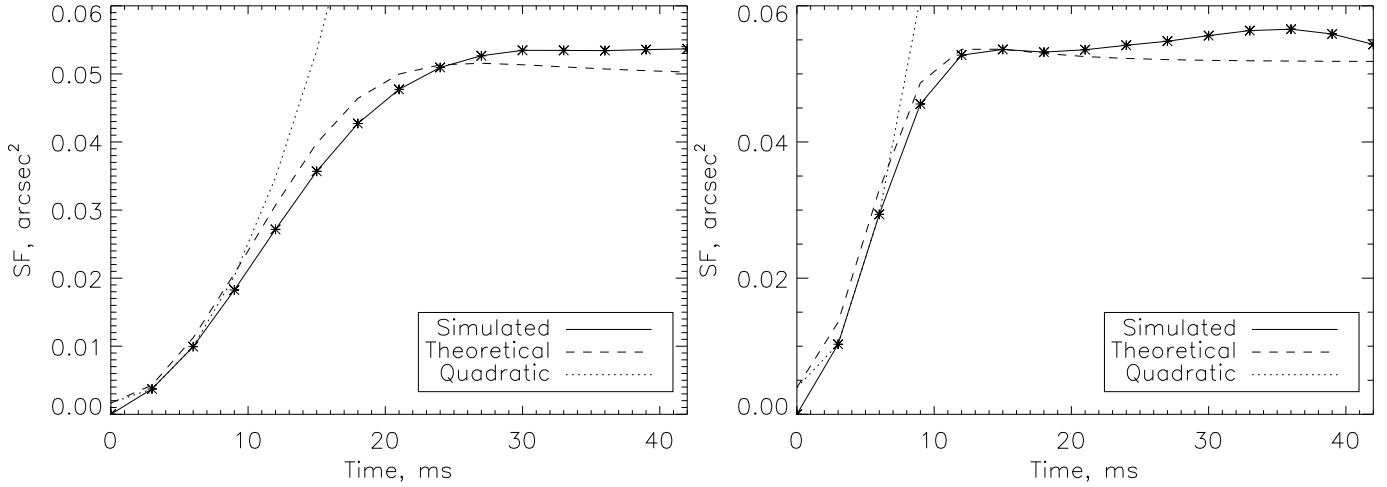 0.06
0.05
0.04
0.03
0.02
0.01
0.00
SF, arcsec²
0
10
20
30
40
Time, ms
Simulated
Theoretical
Quadratic
0.06
0.04
0.02
0.00
SF, arcsec²
0
10
20
30
40
Time, ms
Simulated
Theoretical
Quadratic